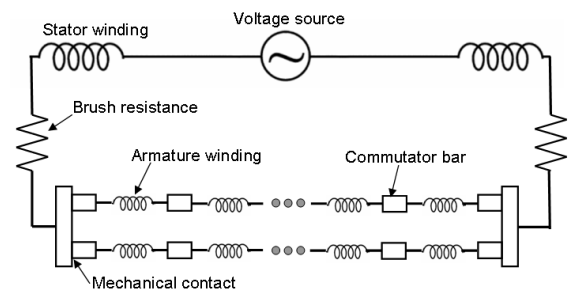 Voltage source
Stator winding
Brush resistance
Armature winding
Commutator bar
Mechanical contact